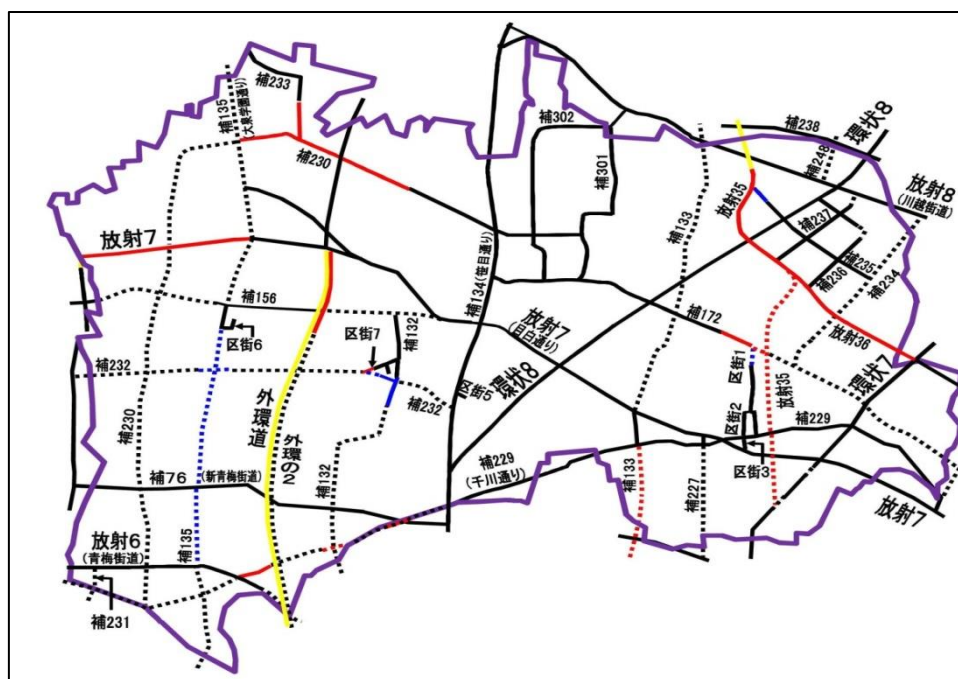 補233
補135
(大泉学園通り)
補230
補302
補301
補238
補248
環状8
放射8
(川越街道)
放射35
補237
補133
補235
補236
補234
放射7
補134(笹目通り)
補156
区街6
区街7
補132
放射7
(目白通り)
補172
放射36
補232
区街5
環状8
補232
区街1
放射35
環状7
補230
外環道
外環の2
区街2
補229
区街3
補76
(新青梅街道)
補132
補229
(千川通り)
補133
補227
放射7
放射6
(青梅街道)
補135
補231